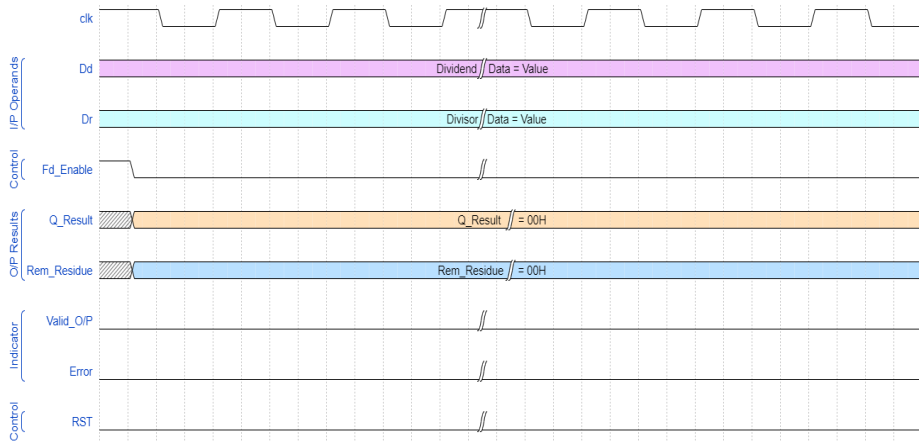 clk
I/P Operands
Dd
Dividend Data = Value
Dr
Divisor Data = Value
Control
Fd_Enable
O/P Results
Q_Result
Q_Result = 00H
Rem_Residue
Rem_Residue = 00H
Indicator
Valid_O/P
Error
Control
RST